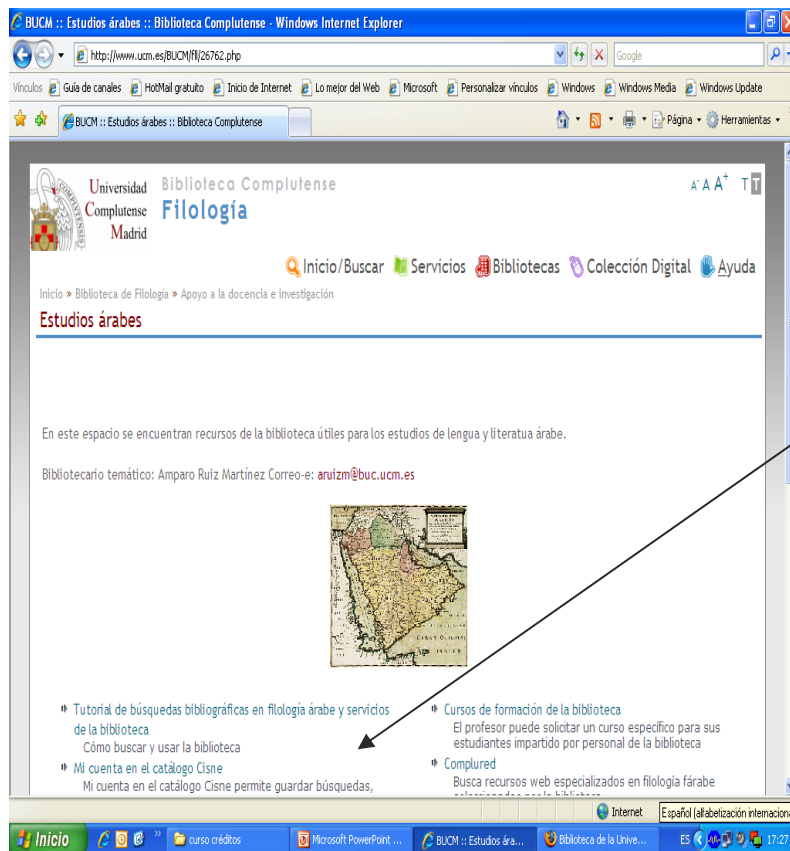 BUCM :: Estudios árabes :: Biblioteca Complutense - Windows Internet Explorer
http://www.ucm.es/BUCM/fll/26762.php
Google
Vínculos Guía de canales HotMail gratuito Inicio de Internet Lo mejor del Web Microsoft Personalizar vínculos Windows Windows Media Windows Update
BUCM :: Estudios árabes :: Biblioteca Complutense
Página Herramientas
Universidad
Complutense
Madrid
Biblioteca Complutense
Filología
A- A A+ T T
Inicio/Buscar Servicios Bibliotecas Colección Digital Ayuda
Inicio » Biblioteca de Filología » Apoyo a la docencia e investigación
Estudios árabes
En este espacio se encuentran recursos de la biblioteca útiles para los estudios de lengua y literatua árabe.
Bibliotecario temático: Amparo Ruiz Martínez Correo-e: aruizm@buc.ucm.es
Tutorial de búsquedas bibliográficas en filología árabe y servicios
de la biblioteca
Cómo buscar y usar la biblioteca
Mi cuenta en el catálogo Cisne
Mi cuenta en el catálogo Cisne permite guardar búsquedas,
Cursos de formación de la biblioteca
El profesor puede solicitar un curso específico para sus
estudiantes impartido por personal de la biblioteca
Complured
Busca recursos web especializados en filología fárabe
Internet
Español (alfabetización internaciona
Inicio
curso créditos
Microsoft PowerPoint ...
BUCM :: Estudios ára...
Biblioteca de la Unive...
ES
17:27